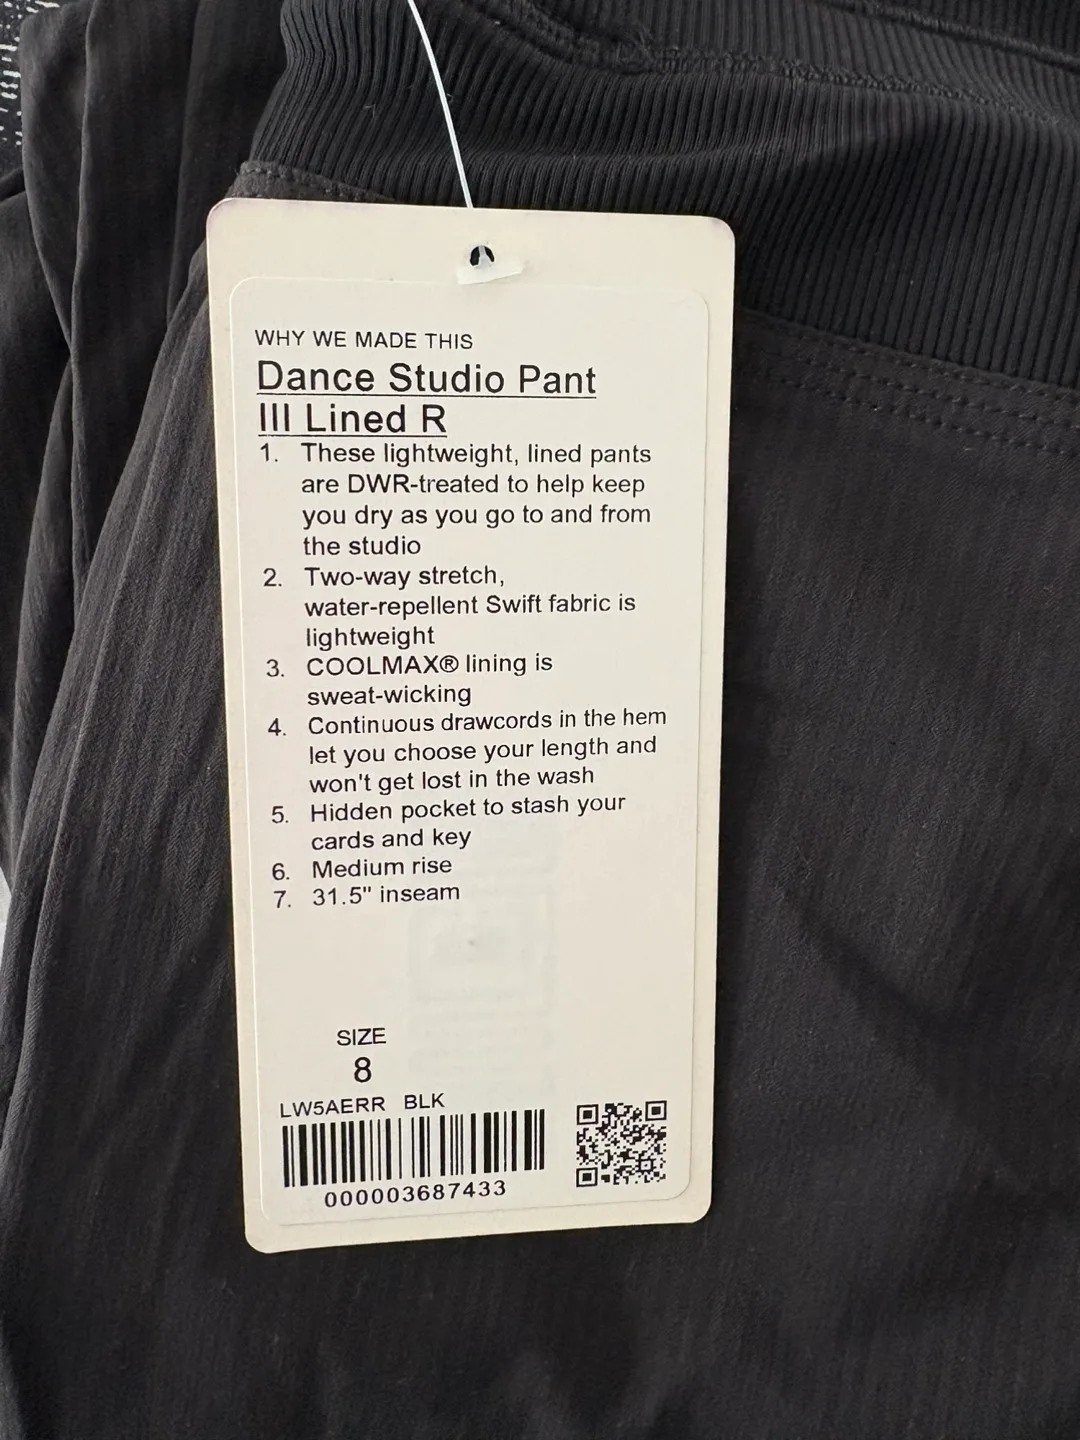 WHY WE MADE THIS
Dance Studio Pant
III Lined R
1. These lightweight, lined pants
are DWR-treated to help keep
you dry as you go to and from
the studio
2. Two-way stretch,
water-repellent Swift fabric is
lightweight
3. COOLMAX® lining is
sweat-wicking
4. Continuous drawcords in the hem
let you choose your length and
won't get lost in the wash
5. Hidden pocket to stash your
cards and key
6. Medium rise
7. 31.5" inseam
SIZE
8
LW5AERR BLK
000003687433